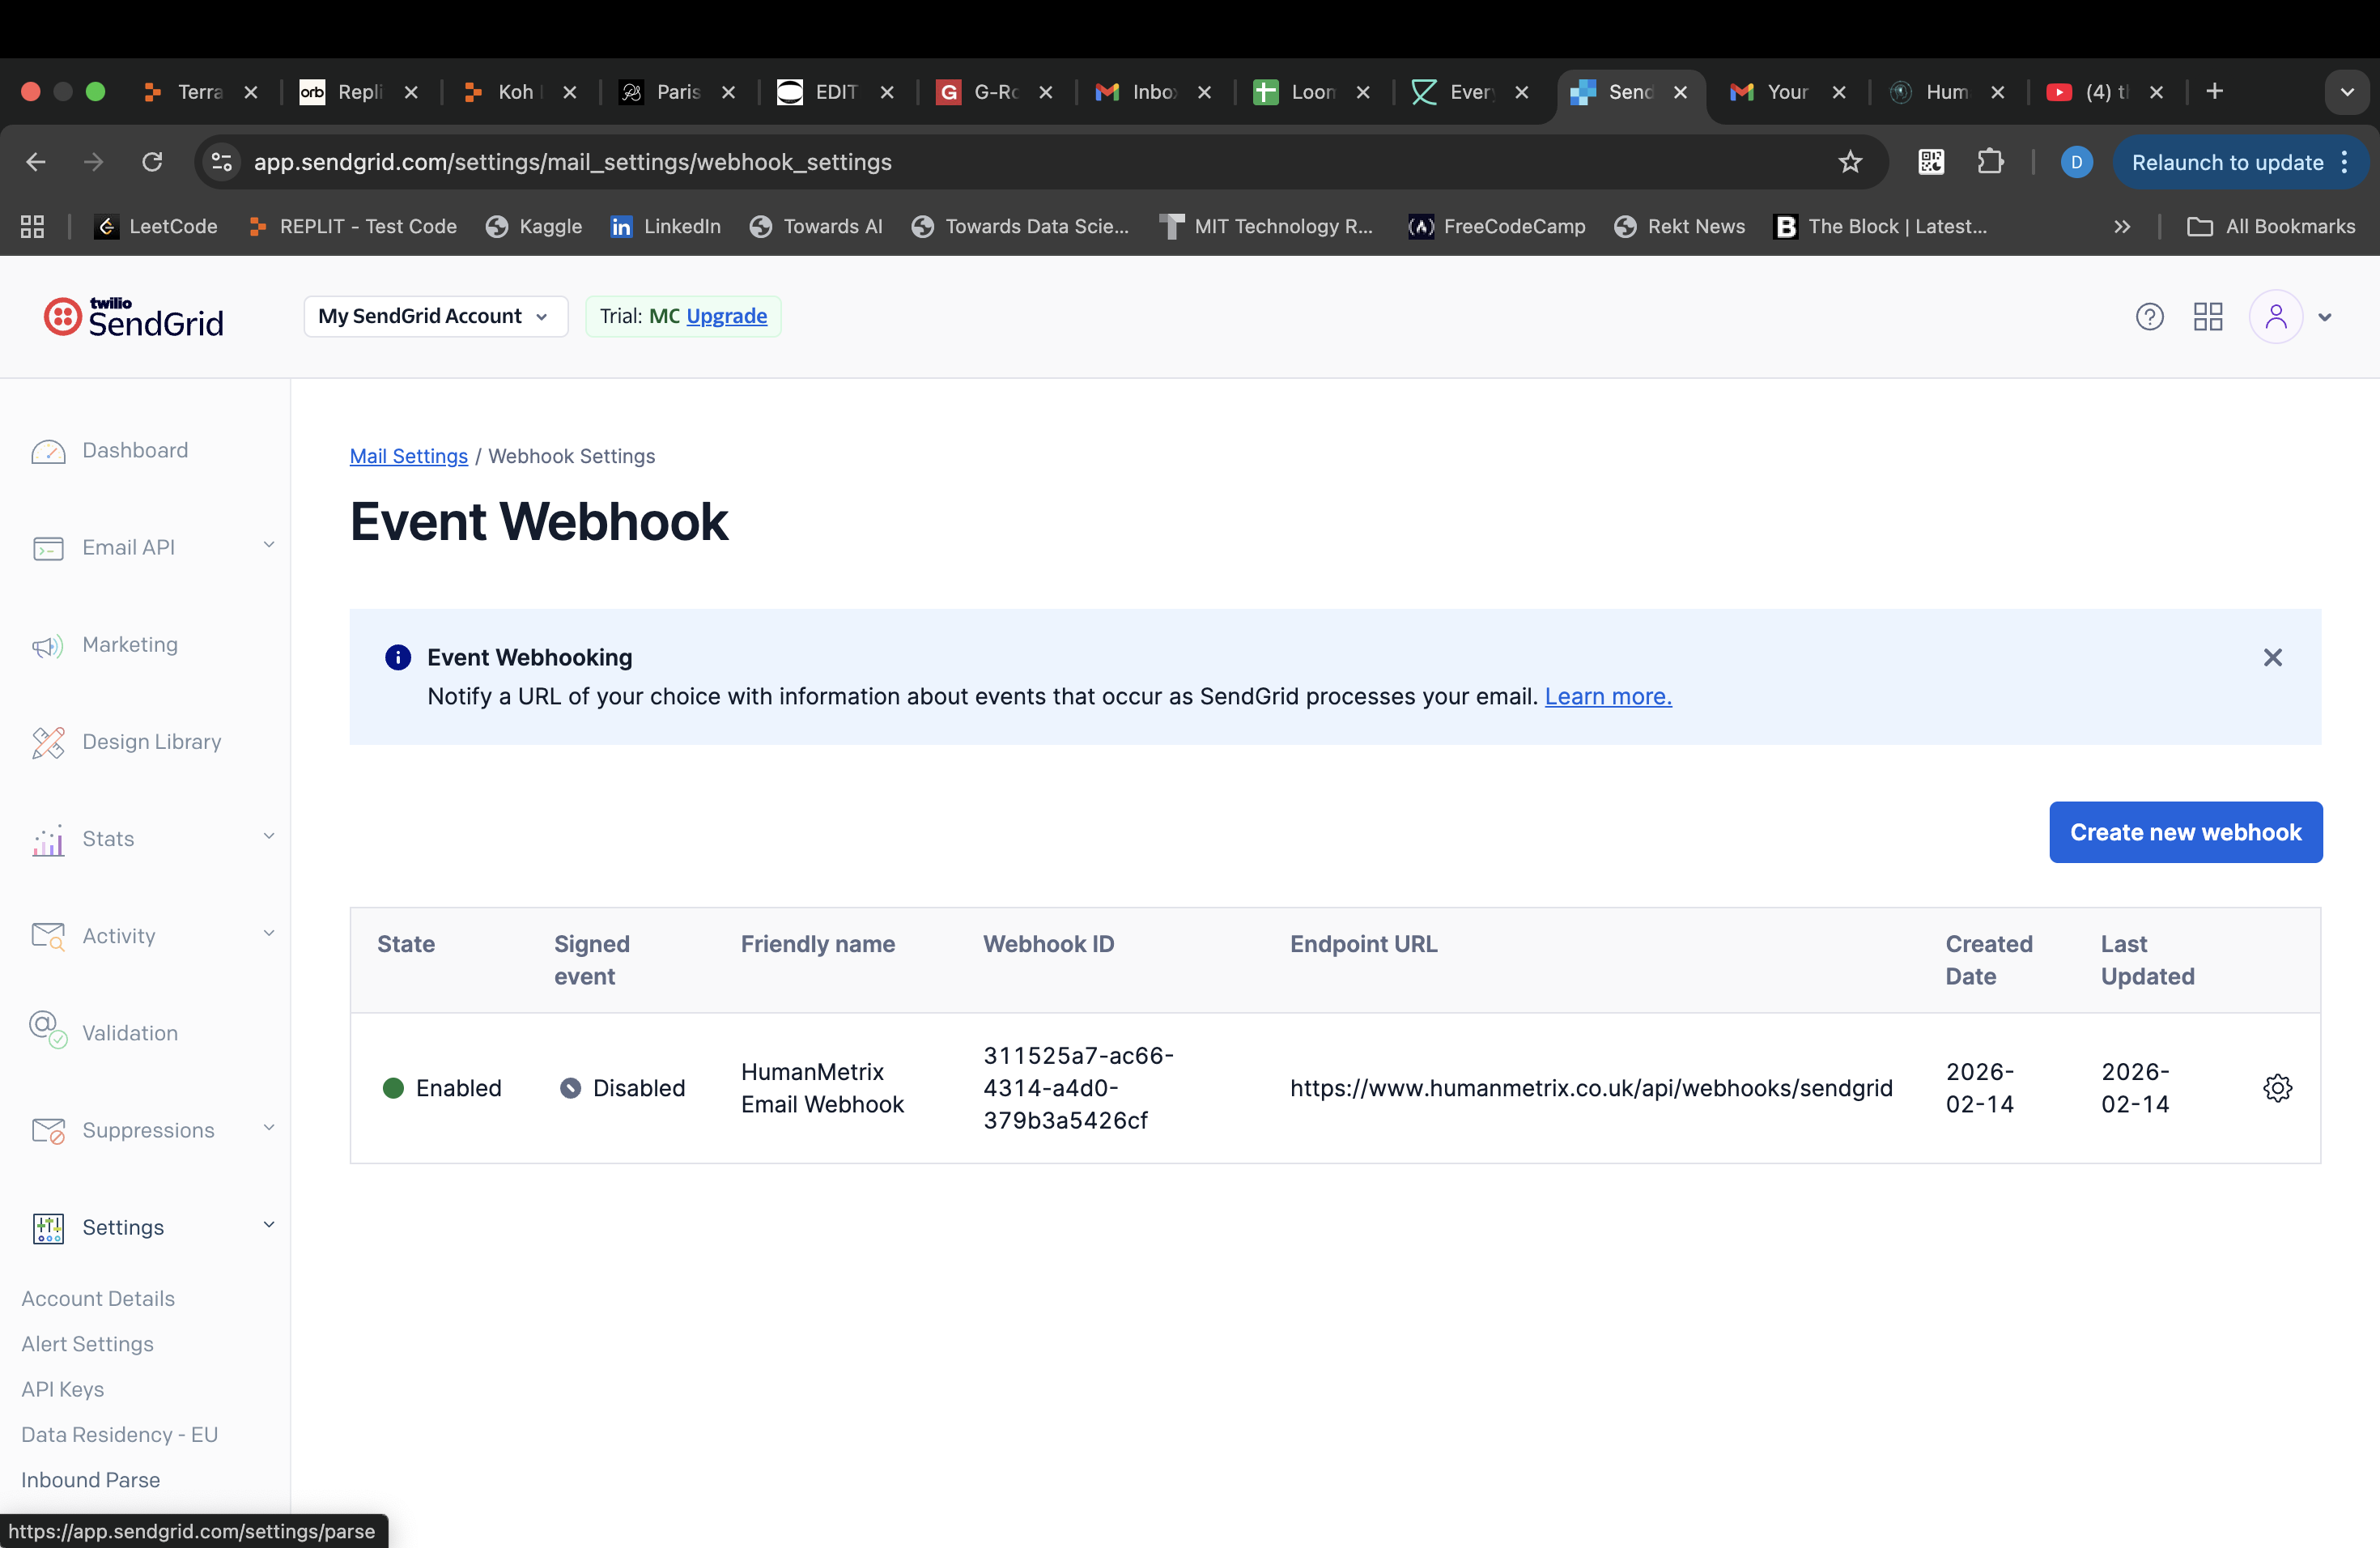 Terra
orb Repli
Koh
Paris
EDIT
G G-Ro
Inbo
Loom
Every
Send
Your
Hum
(4) t
app.sendgrid.com/settings/mail_settings/webhook_settings
D
Relaunch to update
LeetCode
REPLIT - Test Code
Kaggle
in LinkedIn
Towards AI
Towards Data Scie...
MIT Technology R...
FreeCodeCamp
Rekt News
B The Block | Latest...
All Bookmarks
twilio
SendGrid
My SendGrid Account
Trial: MC Upgrade
Dashboard
Email API
Marketing
Design Library
Stats
Activity
Validation
Suppressions
Settings
Account Details
Alert Settings
API Keys
Data Residency - EU
Inbound Parse
https://app.sendgrid.com/settings/parse
Mail Settings / Webhook Settings
Event Webhook
Event Webhooking
Notify a URL of your choice with information about events that occur as SendGrid processes your email. Learn more.
Create new webhook
State
Signed
event
Friendly name
Webhook ID
Endpoint URL
Created
Date
Last
Updated
Enabled
Disabled
HumanMetrix
Email Webhook
311525a7-ac66-
4314-a4d0-
379b3a5426cf
https://www.humanmetrix.co.uk/api/webhooks/sendgrid
2026-
02-14
2026-
02-14